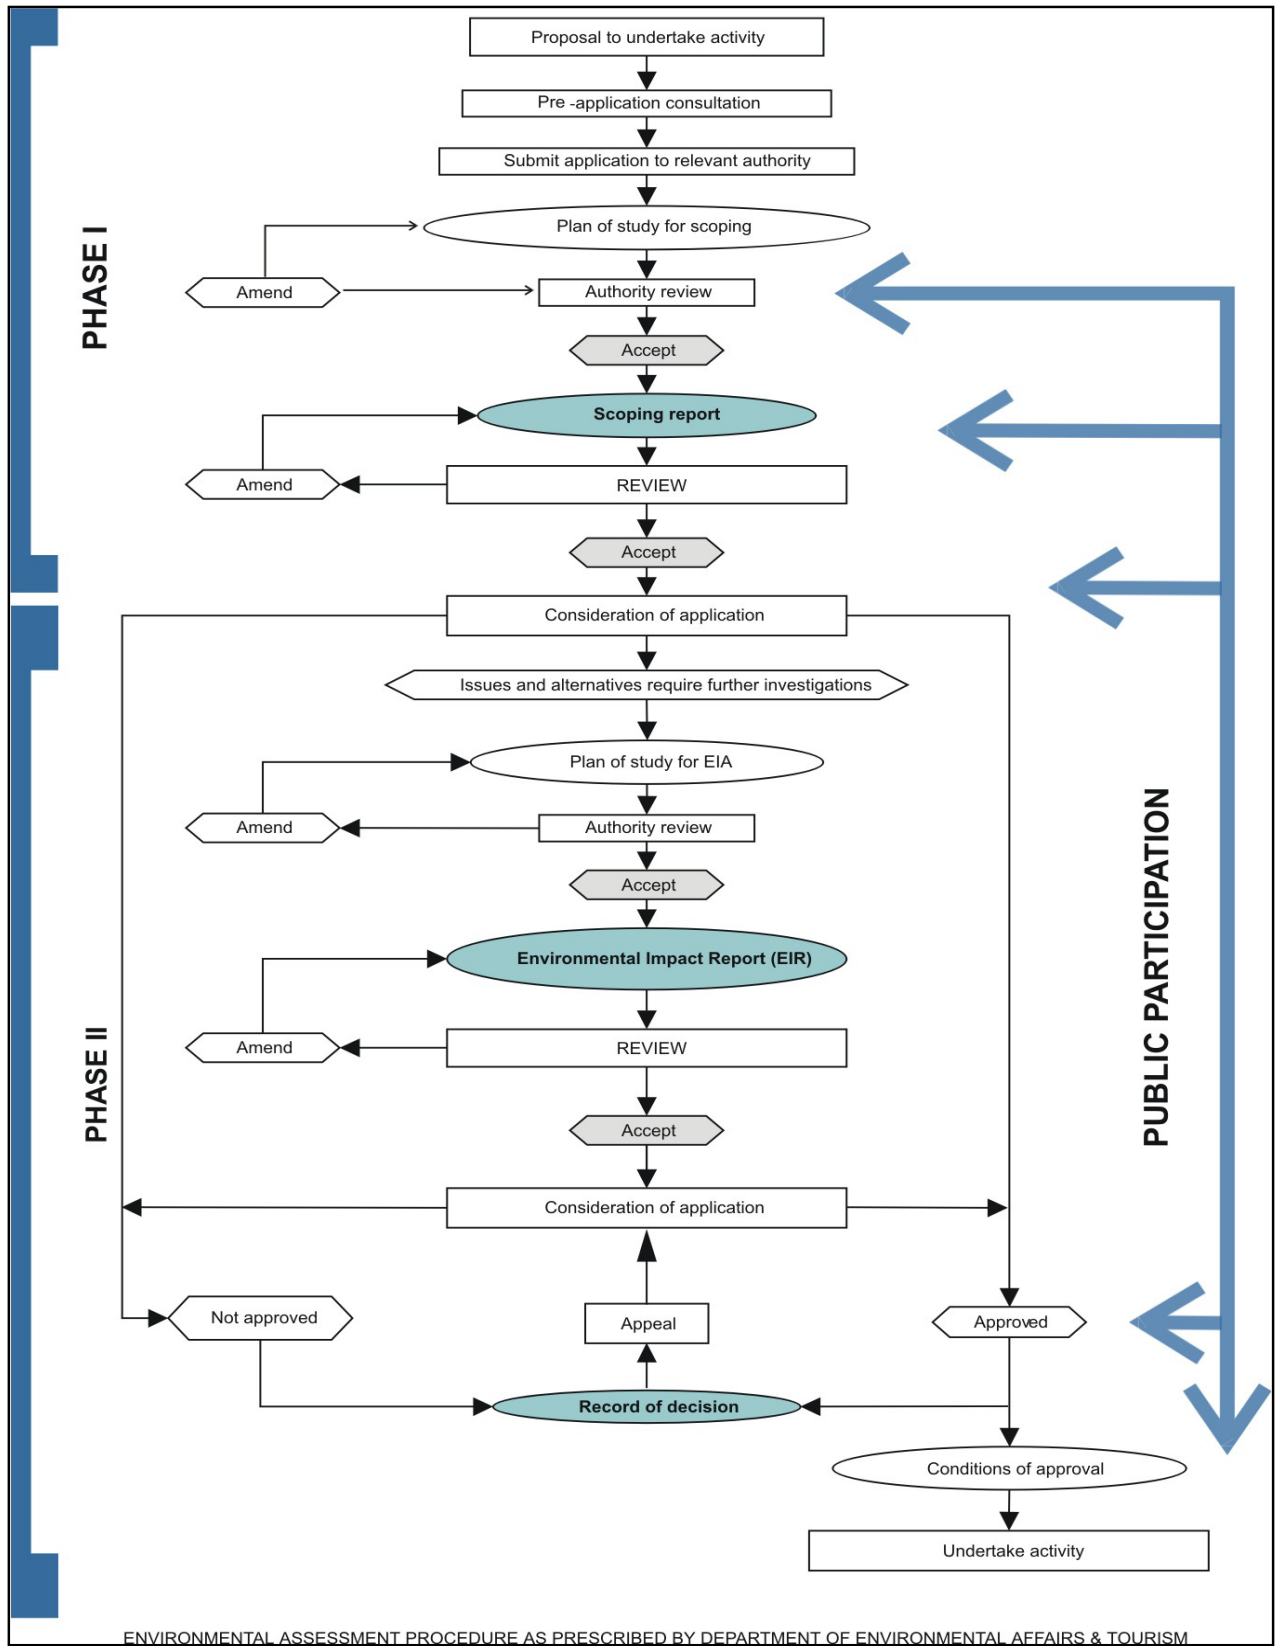 Proposal to undertake activity
Pre -application consultation
Submit application to relevant authority
Plan of study for scoping
PHASE I
Amend
Authority review
Accept
Scoping report
Amend
REVIEW
Accept
Consideration of application
Issues and alternatives require further investigations
Plan of study for EIA
Amend
Authority review
Accept
Environmental Impact Report (EIR)
PUBLIC PARTICIPATION
PHASE II
Amend
REVIEW
Accept
Consideration of application
Not approved
Appeal
Approved
Record of decision
Conditions of approval
Undertake activity
ENVIRONMENTAL ASSESSMENT PROCEDURE AS PRESCRIBED BY DEPARTMENT OF ENVIRONMENTAL AFFAIRS & TOURISM